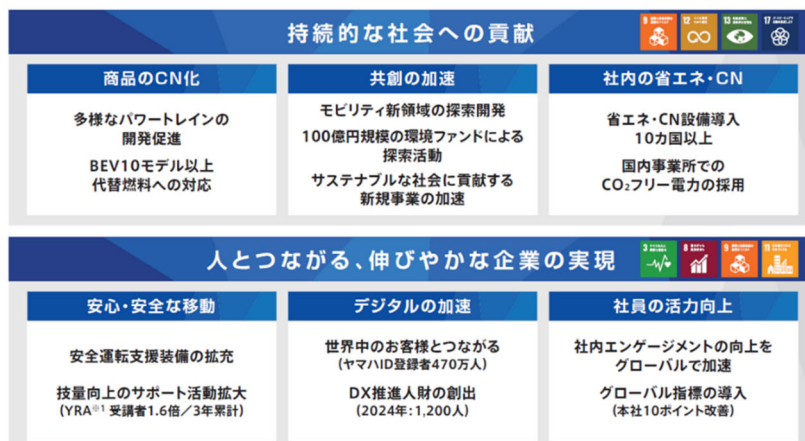 持続的な社会への貢献
9
12
13
17
商品のCN化
多様なパワートレインの
開発促進
BEV10モデル以上
代替燃料への対応
共創の加速
モビリティ新領域の探索開発
100億円規模の環境ファンドによる
探索活動
サステナブルな社会に貢献する
新規事業の加速
社内の省エネ・CN
省エネ・CN設備導入
10カ国以上
国内事業所での
CO₂フリー電力の採用
人とつながる、伸びやかな企業の実現
3
8
9
11
安心・安全な移動
安全運転支援装備の拡充
技量向上のサポート活動拡大
(YRA※1 受講者1.6倍/3年累計)
デジタルの加速
世界中のお客様とつながる
(ヤマハID登録者470万人)
DX推進人財の創出
(2024年:1,200人)
社員の活力向上
社内エンゲージメントの向上を
グローバルで加速
グローバル指標の導入
(本社10ポイント改善)